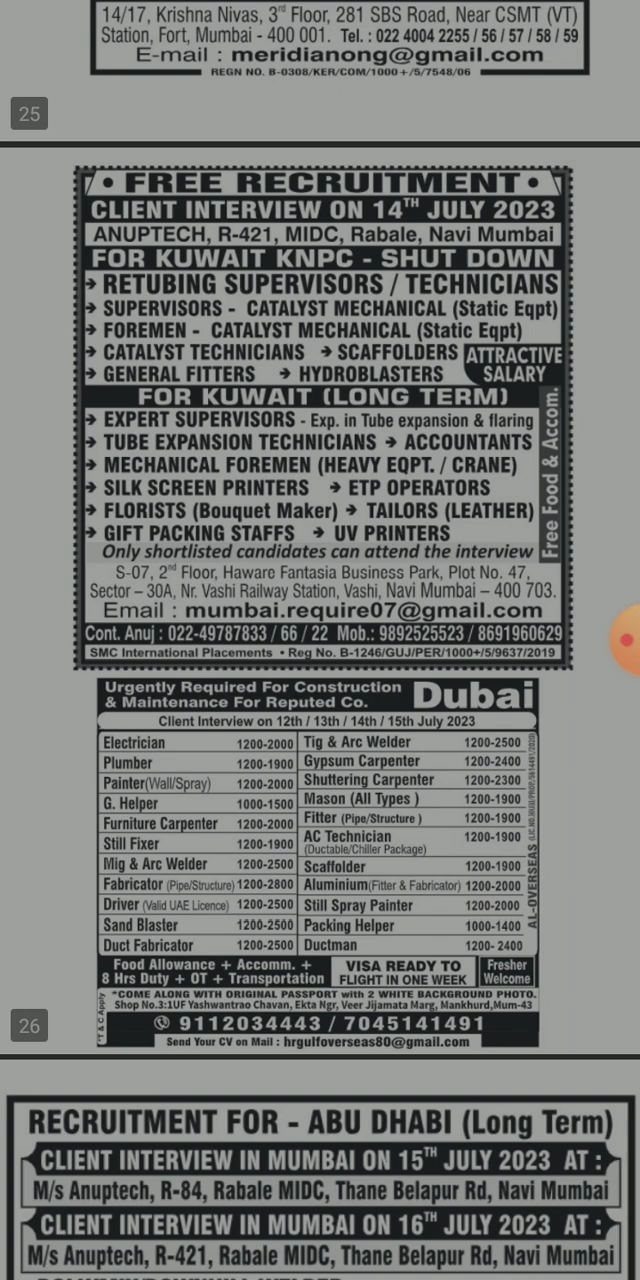 14/17, Krishna Nivas, 3rd Floor, 281 SBS Road, Near CSMT (VT)
Station, Fort, Mumbai - 400 001. Tel. : 022 4004 2255 / 56 / 57 / 58 / 59
E-mail : meridianong@gmail.com
REGN NO. B-0308/KER/COM/1000+/5/7548/06
25
• FREE RECRUITMENT •
CLIENT INTERVIEW ON 14TH JULY 2023
ANUPTECH, R-421, MIDC, Rabale, Navi Mumbai
FOR KUWAIT KNPC - SHUT DOWN
➔ RETUBING SUPERVISORS / TECHNICIANS
➔ SUPERVISORS - CATALYST MECHANICAL (Static Eqpt)
➔ FOREMEN - CATALYST MECHANICAL (Static Eqpt)
➔ CATALYST TECHNICIANS ➔ SCAFFOLDERS
➔ GENERAL FITTERS ➔ HYDROBLASTERS
ATTRACTIVE
SALARY
FOR KUWAIT (LONG TERM)
➔ EXPERT SUPERVISORS - Exp. in Tube expansion & flaring
➔ TUBE EXPANSION TECHNICIANS ➔ ACCOUNTANTS
➔ MECHANICAL FOREMEN (HEAVY EQPT. / CRANE)
➔ SILK SCREEN PRINTERS ➔ ETP OPERATORS
➔ FLORISTS (Bouquet Maker) ➔ TAILORS (LEATHER)
➔ GIFT PACKING STAFFS ➔ UV PRINTERS
Free Food & Accom.
Only shortlisted candidates can attend the interview
S-07, 2nd Floor, Haware Fantasia Business Park, Plot No. 47,
Sector – 30A, Nr. Vashi Railway Station, Vashi, Navi Mumbai – 400 703.
Email : mumbai.require07@gmail.com
Cont. Anuj : 022-49787833 / 66 / 22 Mob.: 9892525523 / 8691960629
SMC International Placements • Reg No. B-1246/GUJ/PER/1000+/5/9637/2019
Urgently Required For Construction
& Maintenance For Reputed Co.
Dubai
Client Interview on 12th / 13th / 14th / 15th July 2023
Electrician 1200-2000
Plumber 1200-1900
Painter(Wall/Spray) 1200-2000
G. Helper 1000-1500
Furniture Carpenter 1200-2000
Still Fixer 1200-1900
Mig & Arc Welder 1200-2500
Fabricator (Pipe/Structure) 1200-2800
Driver (Valid UAE Licence) 1200-2500
Sand Blaster 1200-2500
Duct Fabricator 1200-2500
Tig & Arc Welder 1200-2500
Gypsum Carpenter 1200-2400
Shuttering Carpenter 1200-2300
Mason (All Types ) 1200-1900
Fitter (Pipe/Structure ) 1200-1900
AC Technician 1200-1900
(Ductable/Chiller Package)
Scaffolder 1200-1900
Aluminium(Fitter & Fabricator) 1200-2000
Still Spray Painter 1200-2000
Packing Helper 1000-1400
Ductman 1200- 2400
AL-OVERSEAS
Food Allowance + Accomm. +
8 Hrs Duty + OT + Transportation
VISA READY TO
FLIGHT IN ONE WEEK
Fresher
Welcome
*T & C Apply
*COME ALONG WITH ORIGINAL PASSPORT with 2 WHITE BACKGROUND PHOTO.
Shop No.3:1UF Yashwantrao Chavan, Ekta Ngr, Veer Jijamata Marg, Mankhurd,Mum-43
9112034443 / 7045141491
Send Your CV on Mail : hrgulfoverseas80@gmail.com
26
RECRUITMENT FOR - ABU DHABI (Long Term)
CLIENT INTERVIEW IN MUMBAI ON 15TH JULY 2023 AT :
M/s Anuptech, R-84, Rabale MIDC, Thane Belapur Rd, Navi Mumbai
CLIENT INTERVIEW IN MUMBAI ON 16TH JULY 2023 AT :
M/s Anuptech, R-421, Rabale MIDC, Thane Belapur Rd, Navi Mumbai